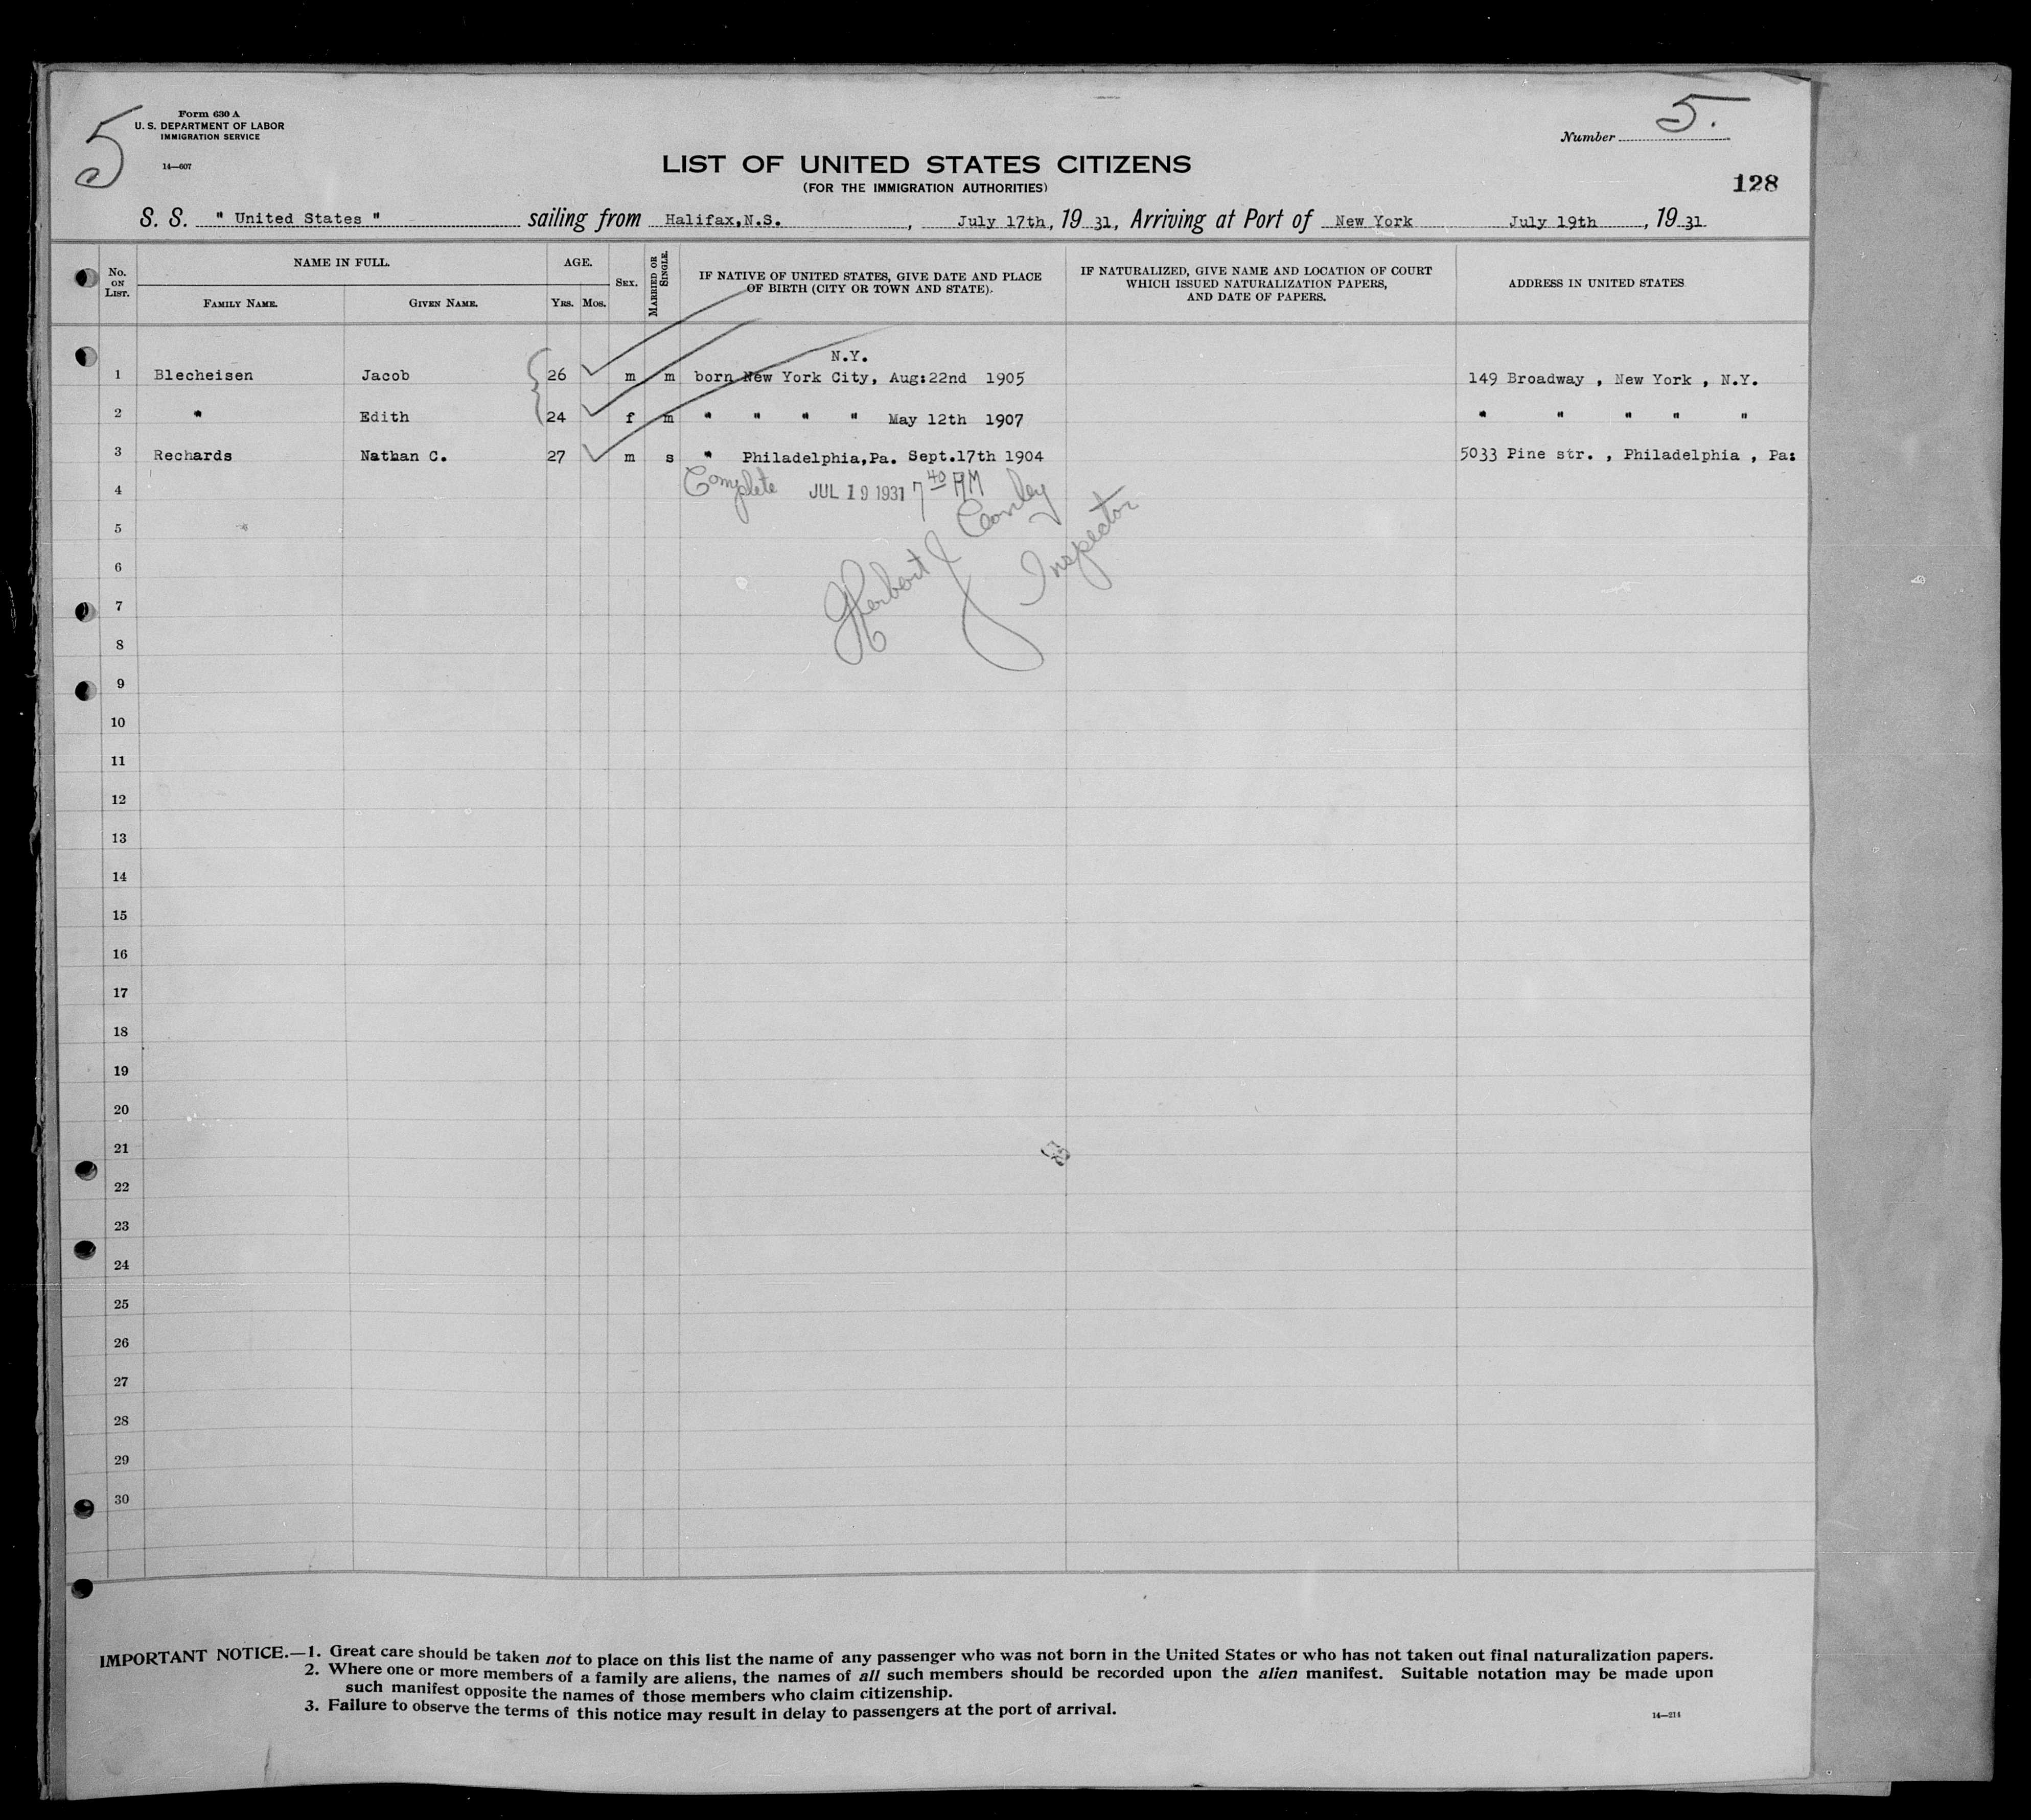 5
Form 630 A
U. S. DEPARTMENT OF LABOR
IMMIGRATION SERVICE
14—607
Number 5.
LIST OF UNITED STATES CITIZENS
(FOR THE IMMIGRATION AUTHORITIES)
128
S. S. " United States " sailing from Halifax,N.S. , July 17th, 19 31, Arriving at Port of New York July 19th , 19 31
No. ON LIST. NAME IN FULL. AGE. SEX. MARRIED OR SINGLE. IF NATIVE OF UNITED STATES, GIVE DATE AND PLACE OF BIRTH (CITY OR TOWN AND STATE). IF NATURALIZED, GIVE NAME AND LOCATION OF COURT WHICH ISSUED NATURALIZATION PAPERS, AND DATE OF PAPERS. ADDRESS IN UNITED STATES
FAMILY NAME. GIVEN NAME. YRS. MOS.
N.Y.
1 Blecheisen Jacob 26 m m born New York City, Aug:22nd 1905 149 Broadway , New York , N.Y.
2 " Edith 24 f m " " " " May 12th 1907 " " " " "
3 Rechards Nathan C. 27 m s " Philadelphia,Pa. Sept.17th 1904 5033 Pine str. , Philadelphia , Pa:
4 Complete JUL 19 1931 7 40 AM
5
6
7
8
9
10
11
12
13
14
15
16
17
18
19
20
21
22
23
24
25
26
27
28
29
30
Herbert J Conley
Inspector
IMPORTANT NOTICE.—1. Great care should be taken not to place on this list the name of any passenger who was not born in the United States or who has not taken out final naturalization papers.
2. Where one or more members of a family are aliens, the names of all such members should be recorded upon the alien manifest. Suitable notation may be made upon
such manifest opposite the names of those members who claim citizenship.
3. Failure to observe the terms of this notice may result in delay to passengers at the port of arrival.
14—214